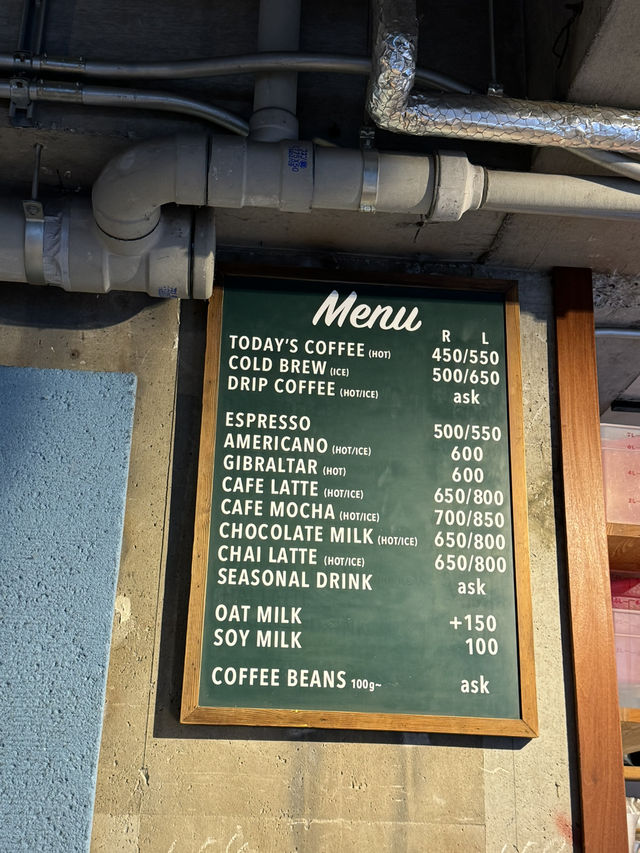 Menu
R L
TODAY'S COFFEE (HOT) 450/550
COLD BREW (ICE) 500/650
DRIP COFFEE (HOT/ICE) ask
ESPRESSO 500/550
AMERICANO (HOT/ICE) 600
GIBRALTAR (HOT) 600
CAFE LATTE (HOT/ICE) 650/800
CAFE MOCHA (HOT/ICE) 700/850
CHOCOLATE MILK (HOT/ICE) 650/800
CHAI LATTE (HOT/ICE) 650/800
SEASONAL DRINK ask
OAT MILK +150
SOY MILK 100
COFFEE BEANS 100g~ ask